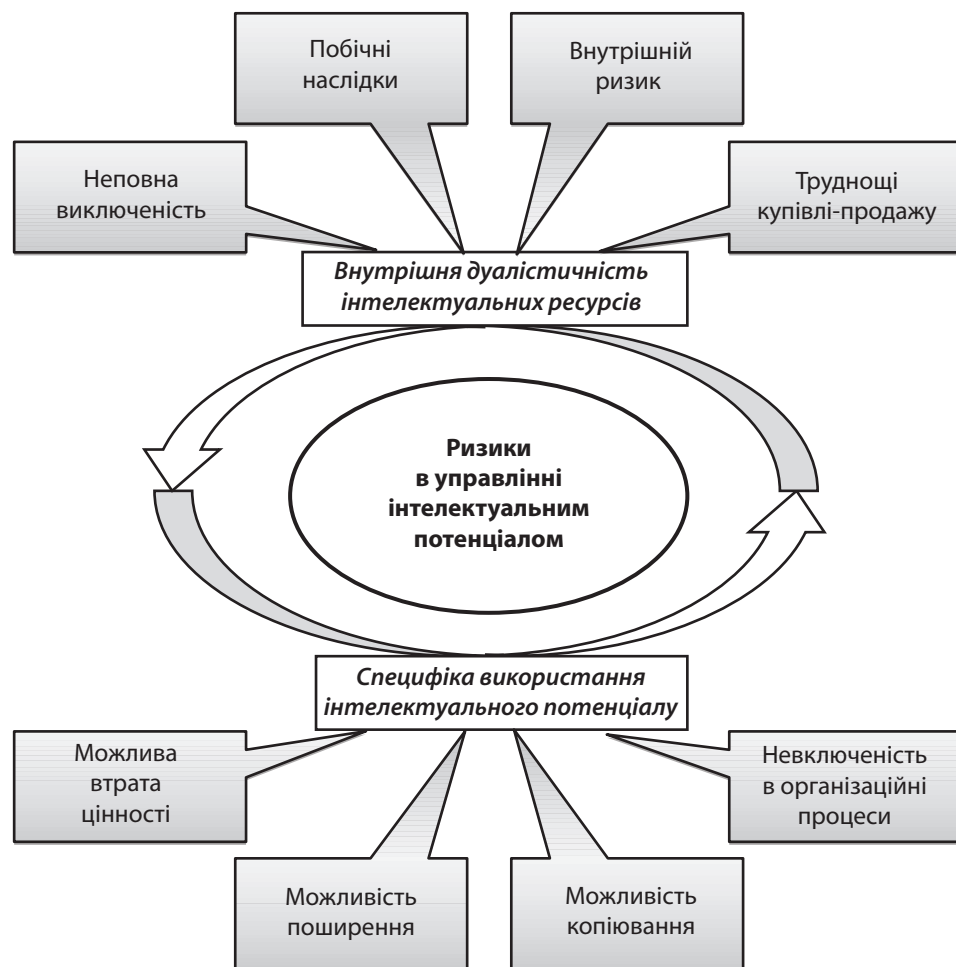 Побічні
наслідки
Внутрішній
ризик
Неповна
виключеність
Труднощі
купівлі-продажу
Внутрішня дуалістичність
інтелектуальних ресурсів
Ризики
в управлінні
інтелектуальним
потенціалом
Специфіка використання
інтелектуального потенціалу
Можлива
втрата
цінності
Невключеність
в організаційні
процеси
Можливість
поширення
Можливість
копіювання